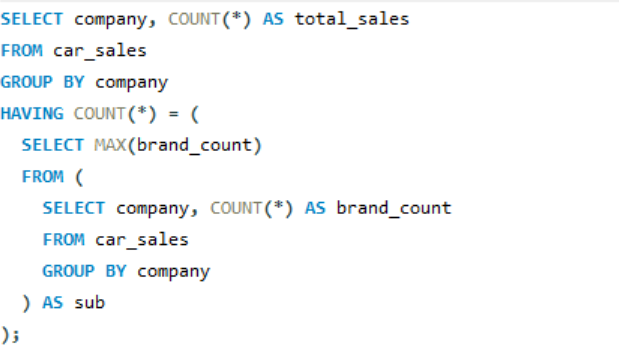 SELECT company, COUNT(*) AS total_sales
FROM car_sales
GROUP BY company
HAVING COUNT(*) = (
  SELECT MAX(brand_count)
  FROM (
    SELECT company, COUNT(*) AS brand_count
    FROM car_sales
    GROUP BY company
  ) AS sub
);